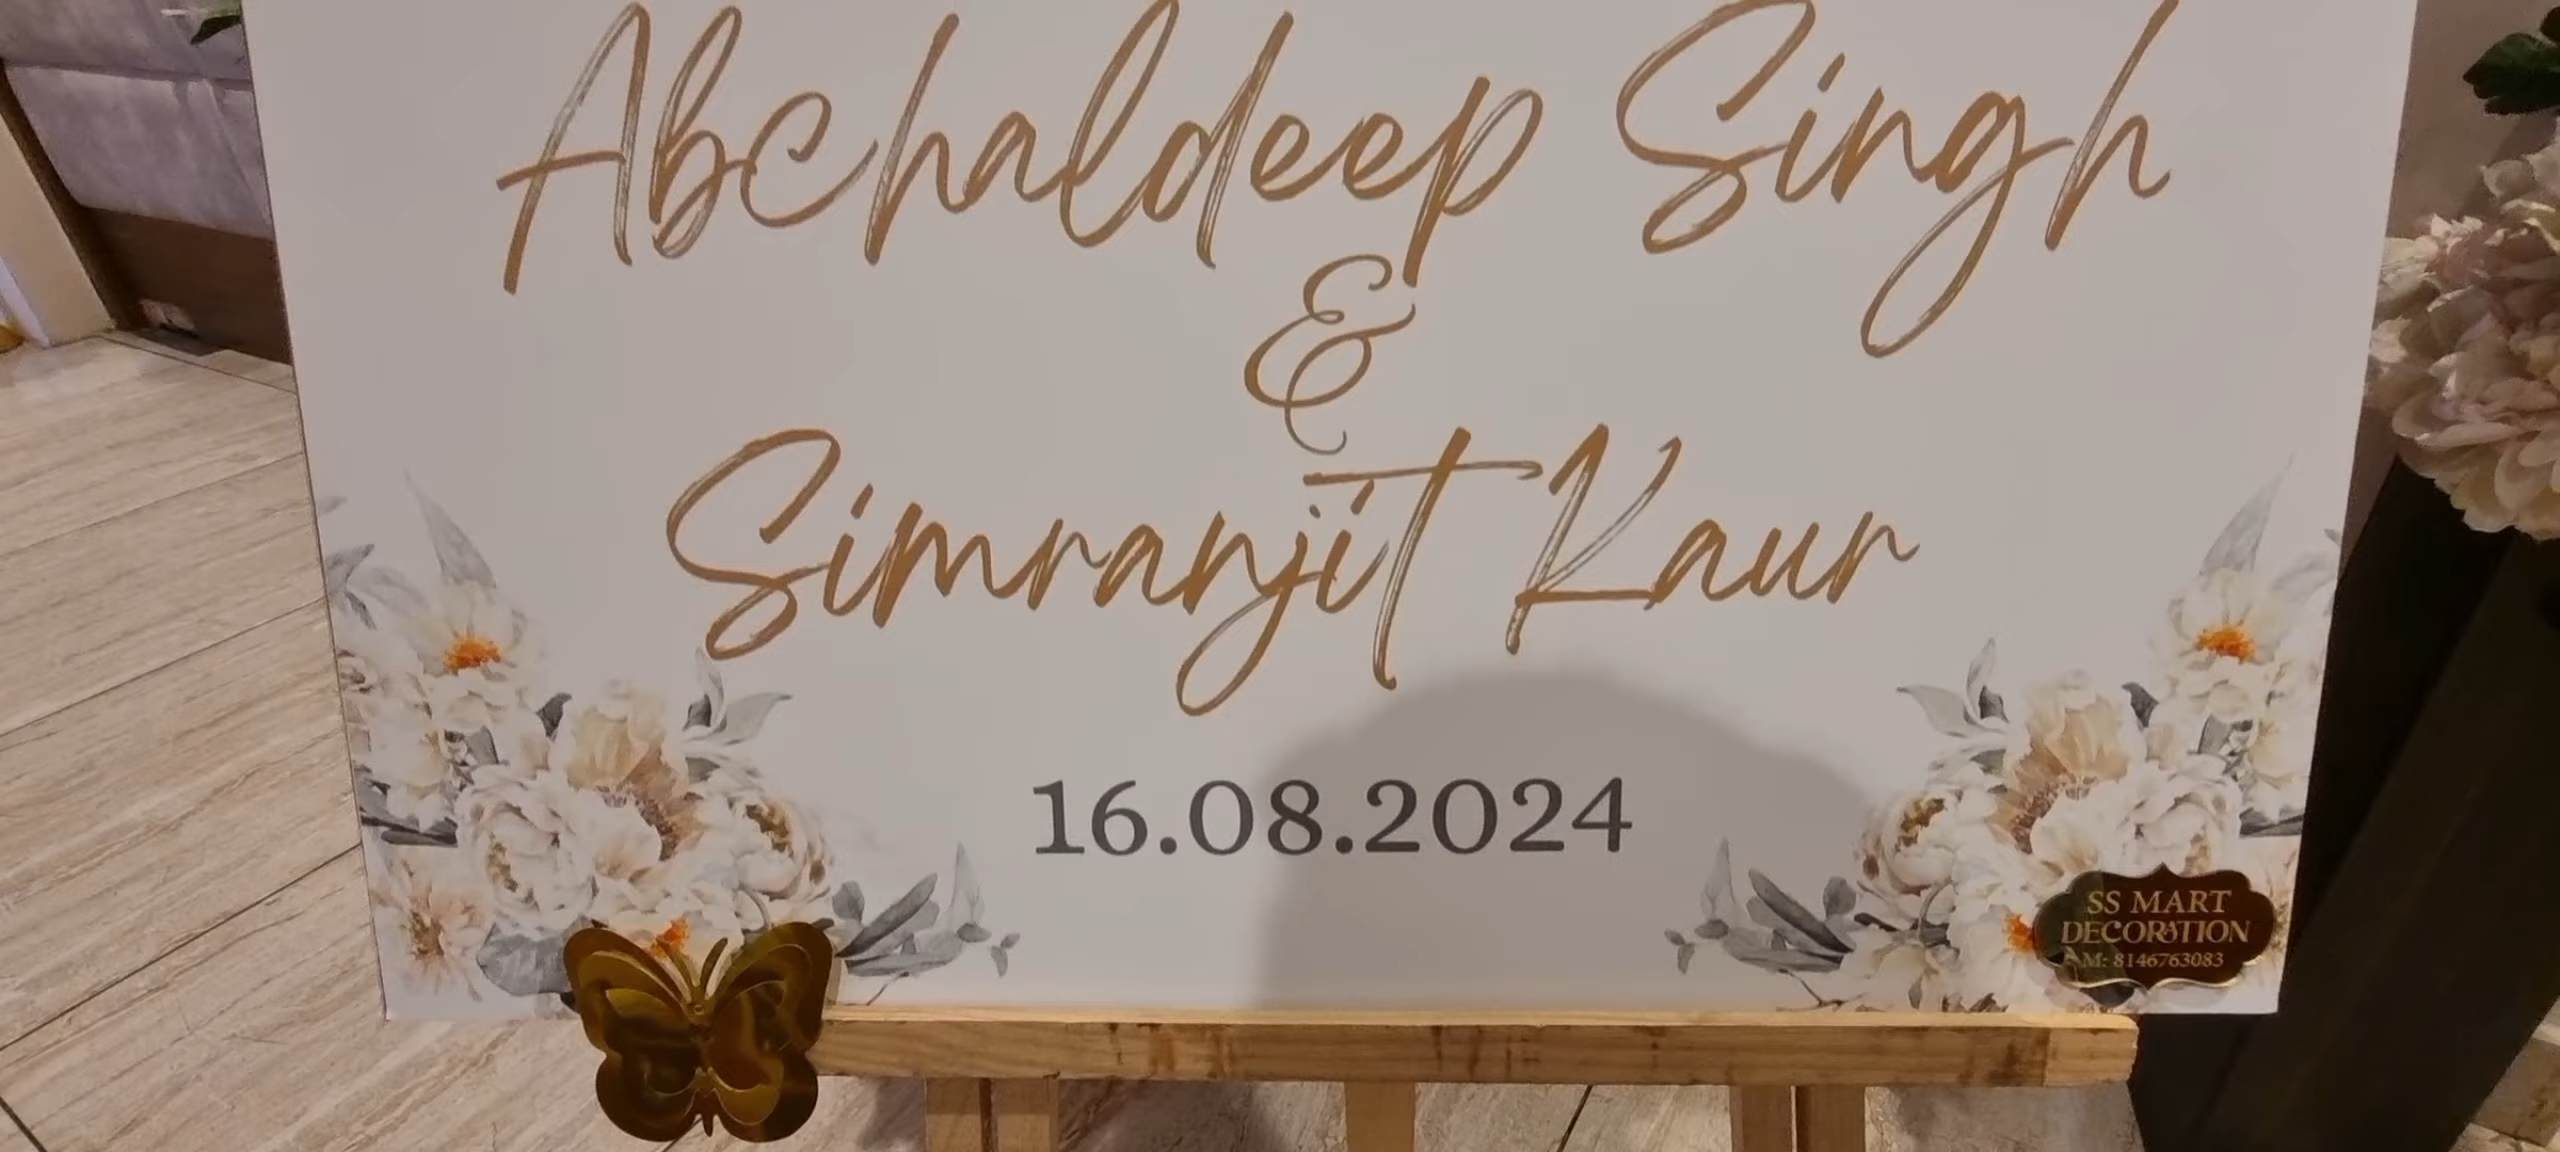 Abchaldeep Singh
&
Simranjit Kaur
16.08.2024
SS MART
DECORATION
M: 8146763083